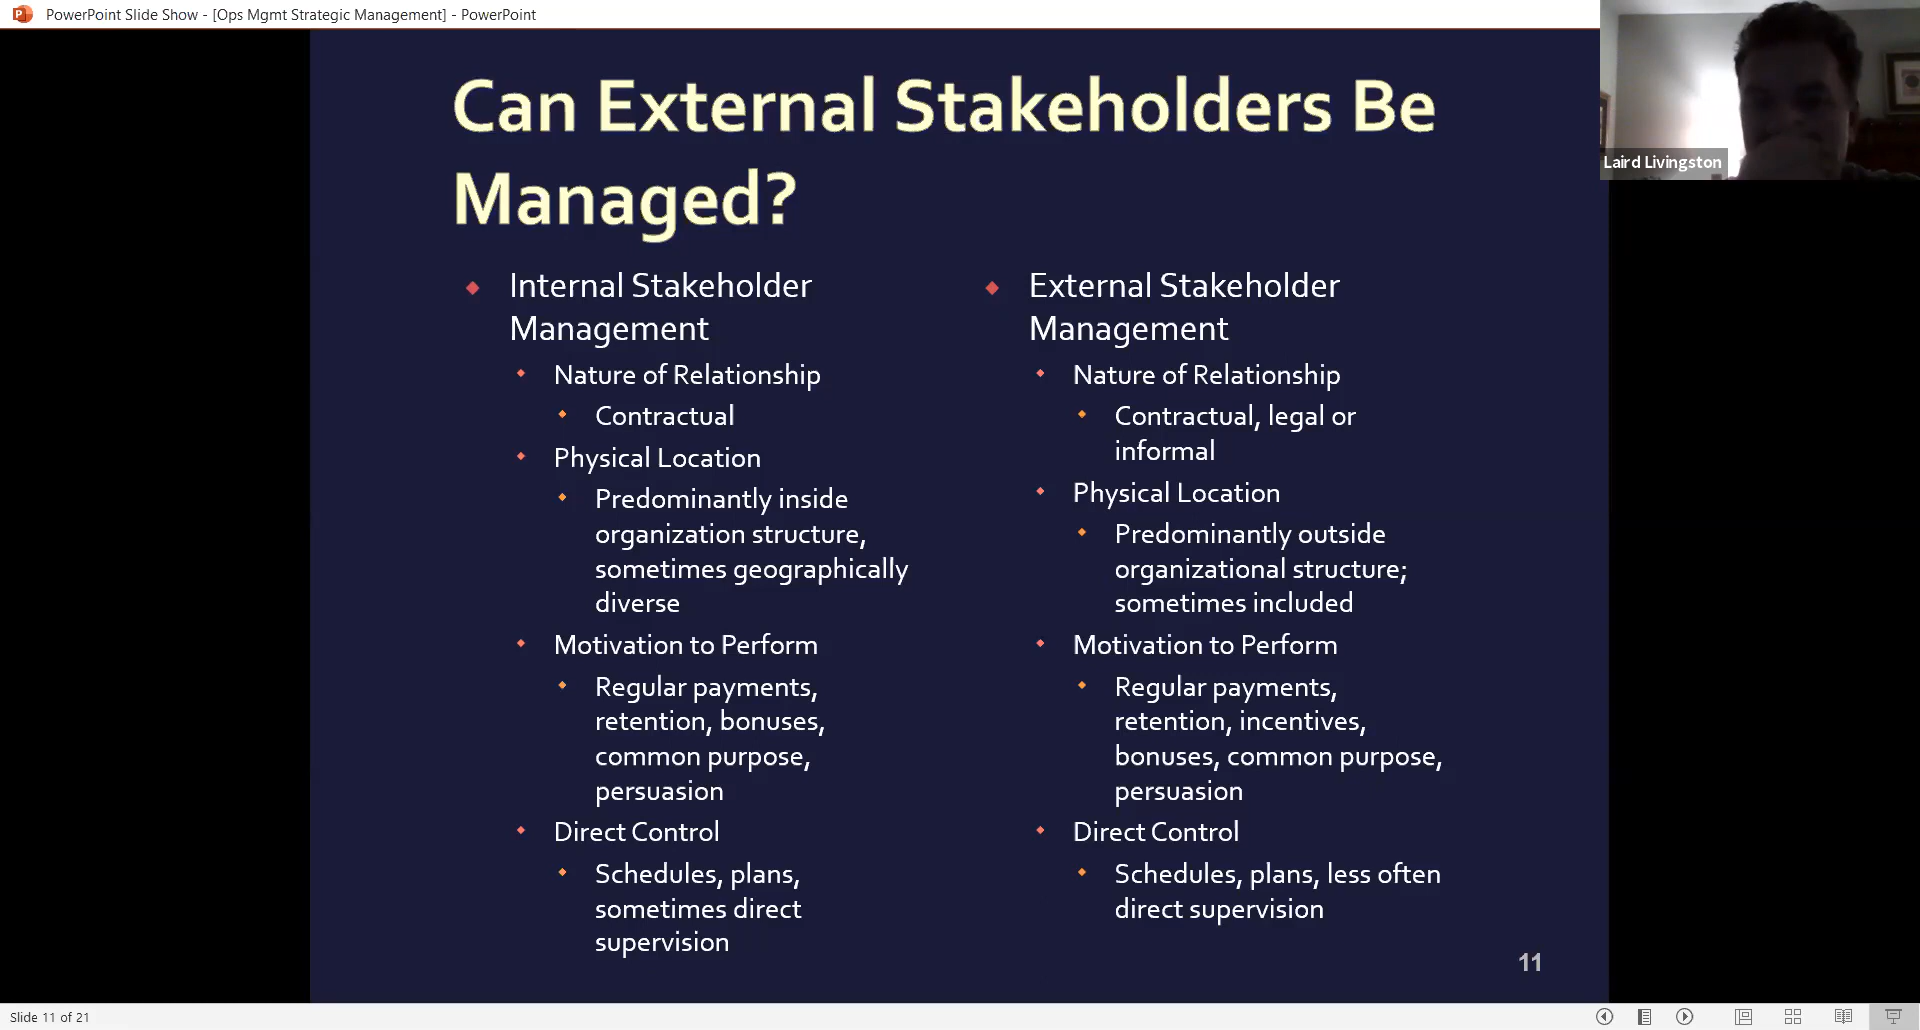 PowerPoint Slide Show - [Ops Mgmt Strategic Management] - PowerPoint
Laird Livingston
Can External Stakeholders Be
Managed?
Internal Stakeholder
Management
Nature of Relationship
Contractual
Physical Location
Predominantly inside
organization structure,
sometimes geographically
diverse
Motivation to Perform
Regular payments,
retention, bonuses,
common purpose,
persuasion
Direct Control
Schedules, plans,
sometimes direct
supervision
External Stakeholder
Management
Nature of Relationship
Contractual, legal or
informal
Physical Location
Predominantly outside
organizational structure;
sometimes included
Motivation to Perform
Regular payments,
retention, incentives,
bonuses, common purpose,
persuasion
Direct Control
Schedules, plans, less often
direct supervision
11
Slide 11 of 21